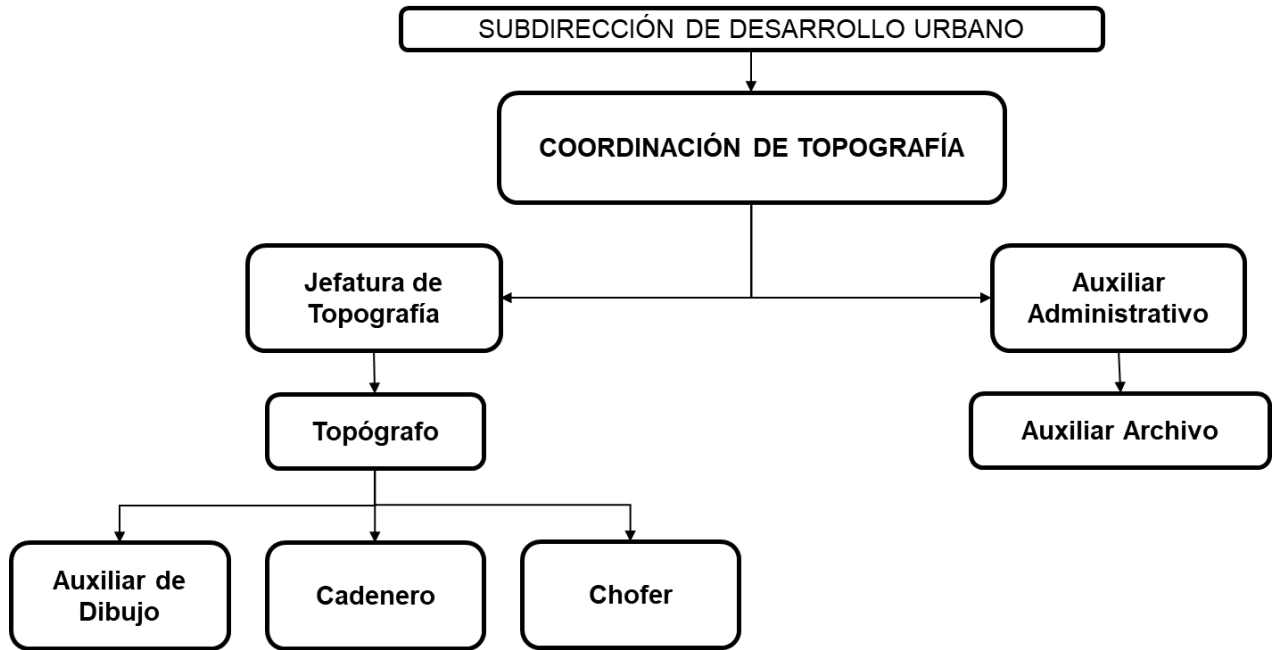 SUBDIRECCIÓN DE DESARROLLO URBANO
COORDINACIÓN DE TOPOGRAFÍA
Jefatura de
Topografía
Auxiliar
Administrativo
Topógrafo
Auxiliar Archivo
Auxiliar de
Dibujo
Cadenero
Chofer